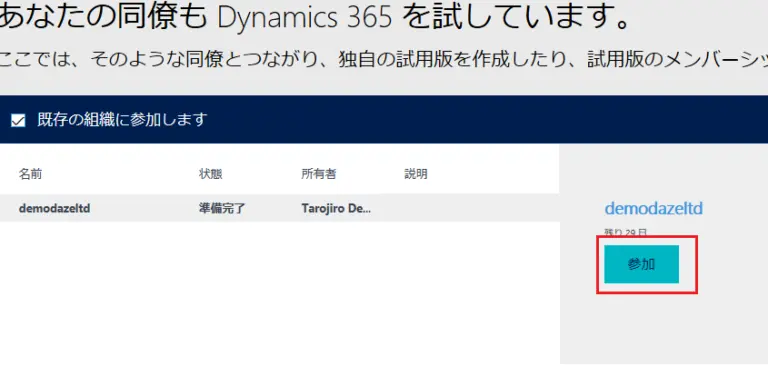 あなたの同僚も Dynamics 365 を試しています。
ここでは、そのような同僚とつながり、独自の試用版を作成したり、試用版のメンバーシッ
既存の組織に参加します
名前 状態 所有者 説明
demodazeltd 準備完了 Tarojiro De...
demodazeltd
残り 29 日
参加